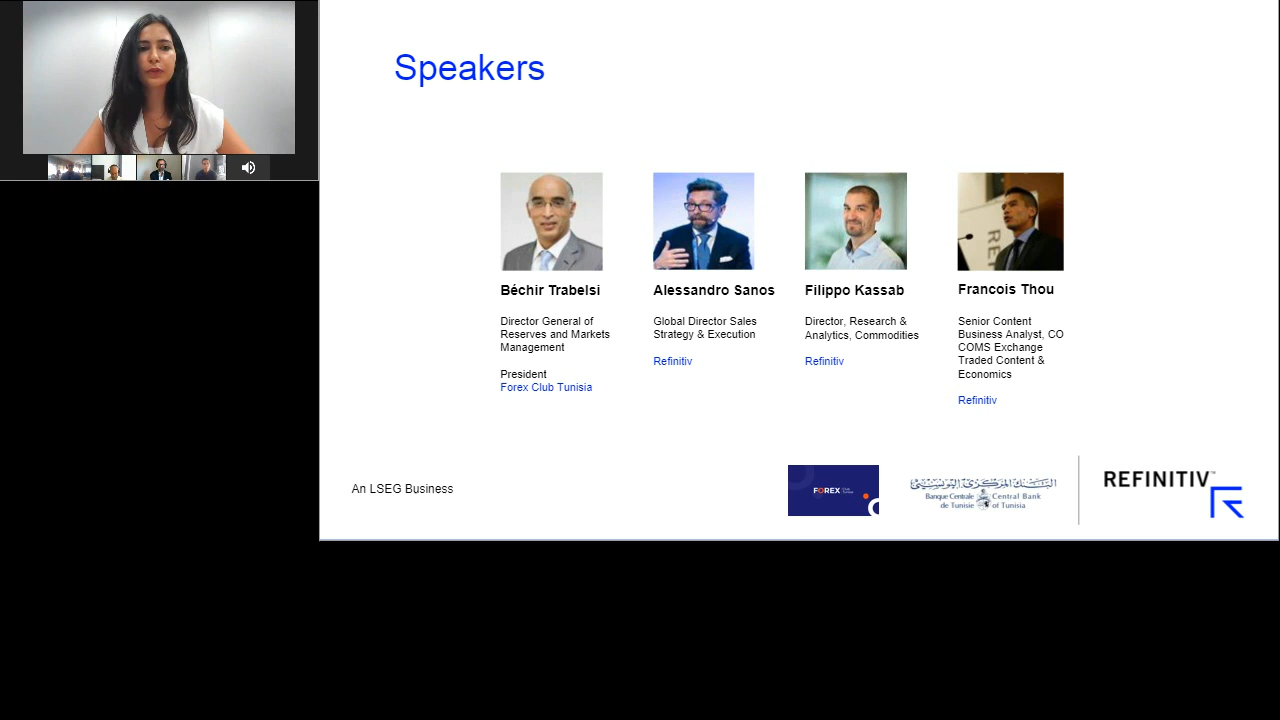 Speakers
Béchir Trabelsi
Director General of
Reserves and Markets
Management
President
Forex Club Tunisia
Alessandro Sanos
Global Director Sales
Strategy & Execution
Refinitiv
Filippo Kassab
Director, Research &
Analytics, Commodities
Refinitiv
Francois Thou
Senior Content
Business Analyst, CO
COMS Exchange
Traded Content &
Economics
Refinitiv
An LSEG Business
FOREX
البنك المركزي التونسي
Banque Centrale
de Tunisie
Central Bank
of Tunisia
REFINITIV™